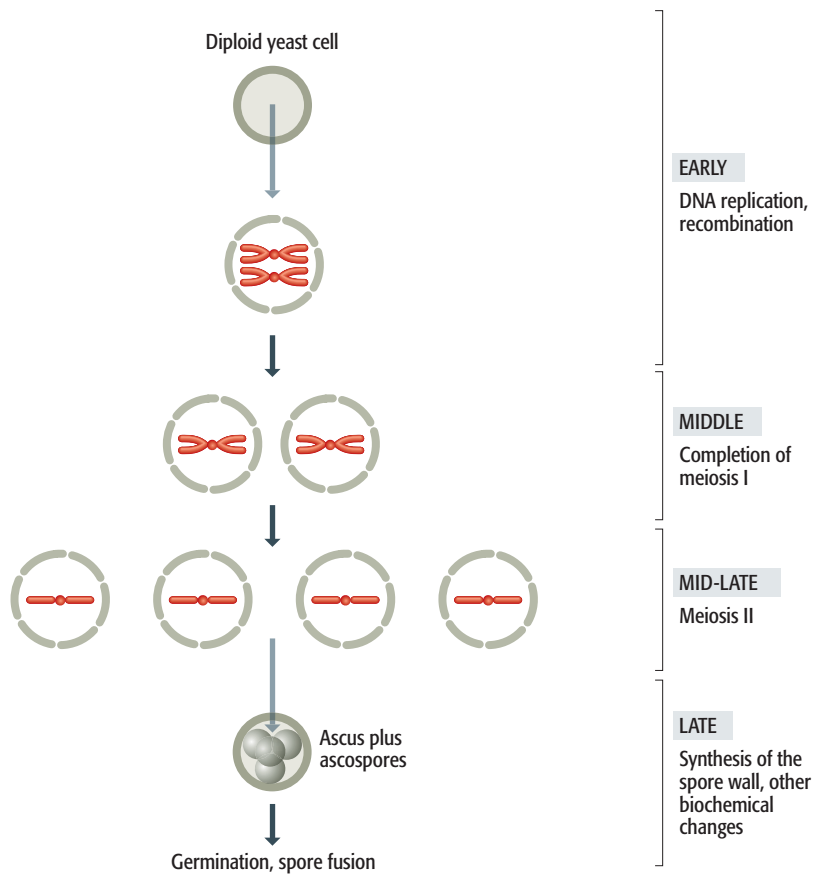 Diploid yeast cell
EARLY
DNA replication,
recombination
MIDDLE
Completion of
meiosis I
MID-LATE
Meiosis II
Ascus plus
ascospores
LATE
Synthesis of the
spore wall, other
biochemical
changes
Germination, spore fusion